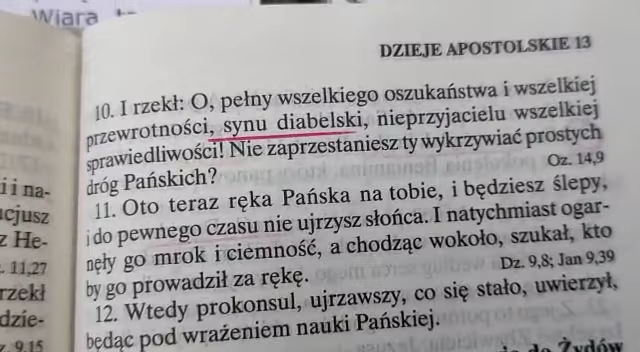 Wiara
DZIEJE APOSTOLSKIE 13
10. I rzekł: O, pełny wszelkiego oszukaństwa i wszelkiej
przewrotności, synu diabelski, nieprzyjacielu wszelkiej
sprawiedliwości! Nie zaprzestaniesz ty wykrzywiać prostych
dróg Pańskich?
Oz. 14,9
11. Oto teraz ręka Pańska na tobie, i będziesz ślepy,
i do pewnego czasu nie ujrzysz słońca. I natychmiast ogar-
nęły go mrok i ciemność, a chodząc wokoło, szukał, kto
by go prowadził za rękę.
Dz. 9,8; Jan 9,39
12. Wtedy prokonsul, ujrzawszy, co się stało, uwierzył,
będąc pod wrażeniem nauki Pańskiej.
do Żydów
i i na-
ucjusz
z He-
11,27
rzekł
dzie-
9,15